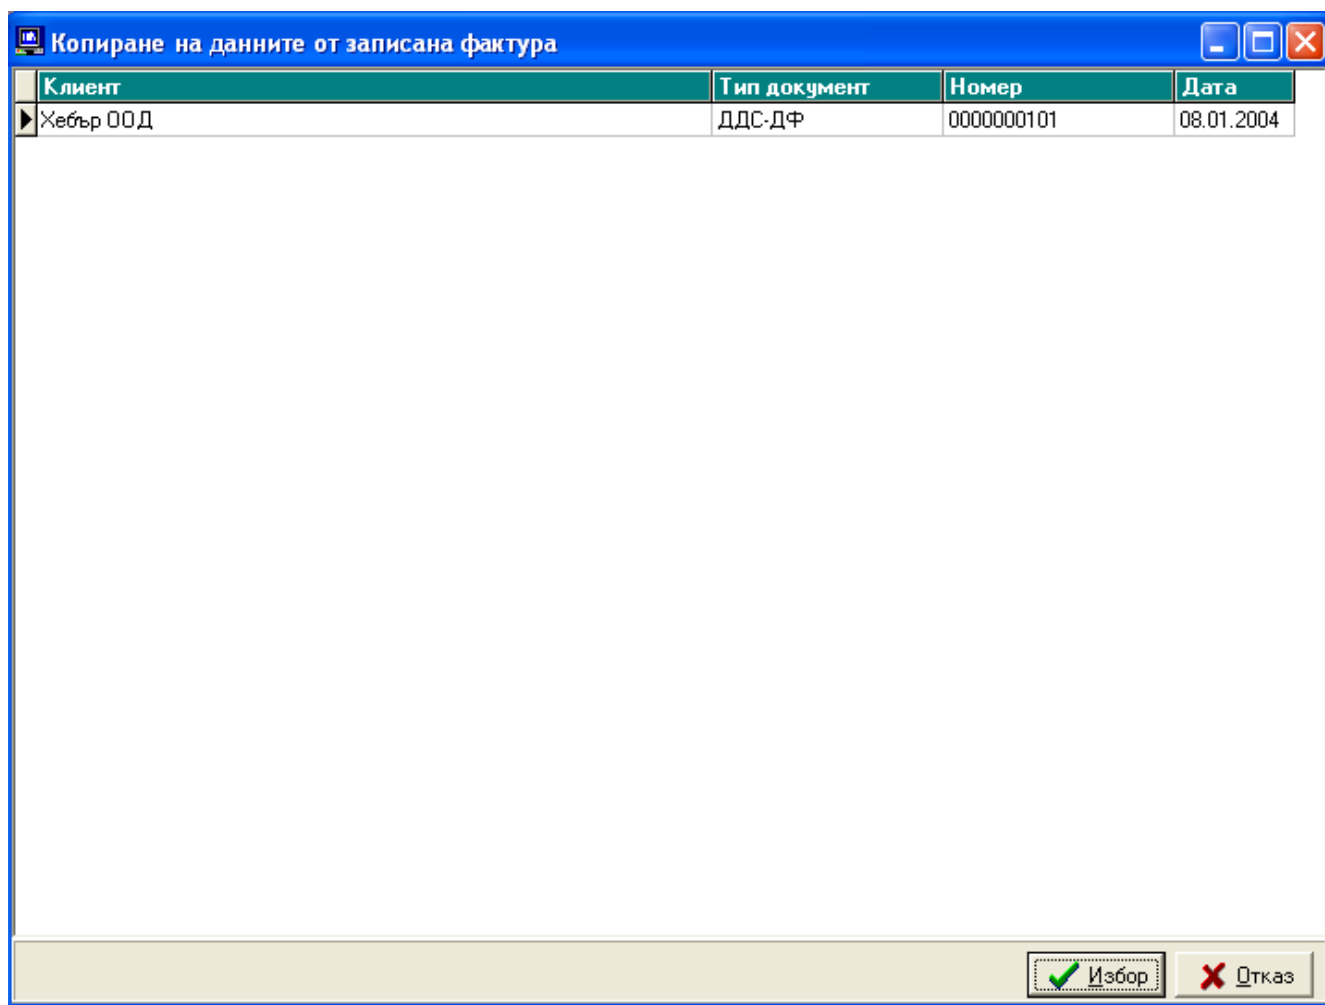 Копиране на данните от записана фактура
Клиент Тип документ Номер Дата
Хебър ООД ДДС-ДФ 0000000101 08.01.2004
Избор Отказ